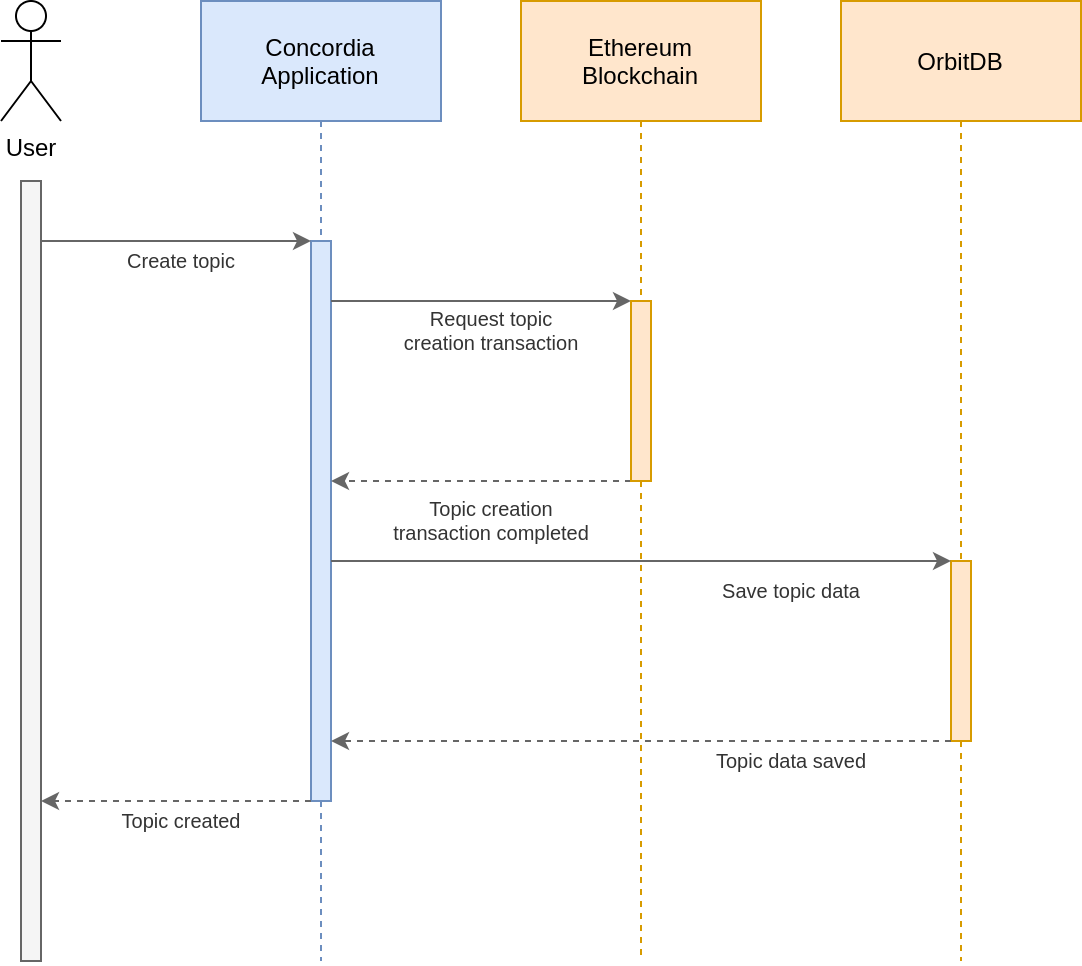 Concordia
Application
Ethereum
Blockchain
OrbitDB
User
Create topic
Request topic
creation transaction
Topic creation
transaction completed
Save topic data
Topic data saved
Topic created